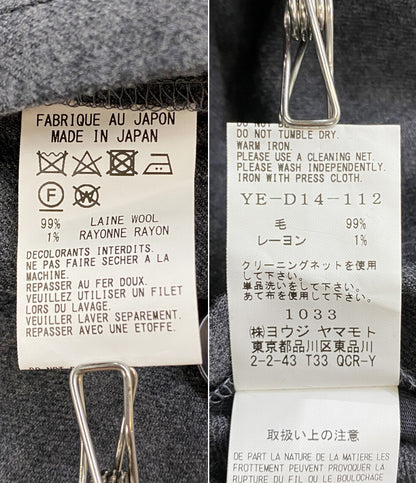 FABRIQUE AU JAPON
MADE IN JAPAN
F
W
99% LAINE WOOL
1% RAYONNE RAYON
DECOLORANTS INTERDITS.
NE PAS FAIRE SECHER A LA
MACHINE.
REPASSER AU FER DOUX.
VEUILLEZ UTILISER UN FILET
LORS DU LAVAGE.
VEUILLER LAVER SEPAREMENT.
REPASSER AVEC UNE ETOFFE.
DO NOT
DO NOT TUMBLE DRY.
WARM IRON.
PLEASE USE A CLEANING NET.
PLEASE WASH INDEPENDENTLY.
IRON WITH PRESS CLOTH.
YE-D14-112
毛 99%
レーヨン 1%
クリーニングネットを使用
して下さい。
単品洗いをして下さい。
あて布を使用して下さい。
1033
㈱ヨウジ ヤマモト
東京都品川区東品川
2-2-43 T33 QCR-Y
取扱い上の注意
DE PART LA NATURE DE LA MATIERE LES
FROTTEMENT PEUVENT PROVOQUER LA
RUPTURE DU FIL OU LE BOULOCHAGE